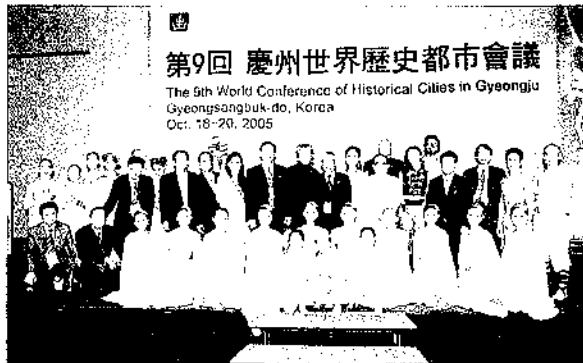 第9回 慶州世界歷史都市會議
The 9th World Conference of Historical Cities in Gyeongju
Gyeongsangbuk-do, Korea
Oct. 18~20, 2005